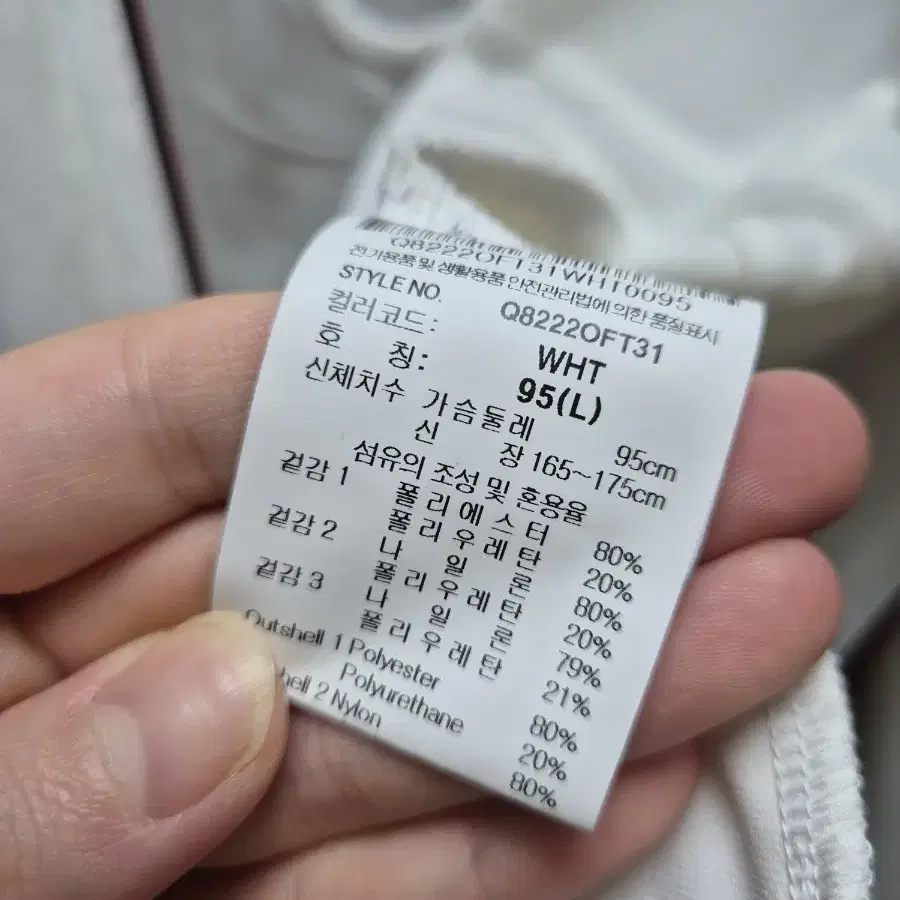 Q8222OFT31WHT0095
전기용품 및 생활용품 안전관리법에 의한 품질표시
STYLE NO. Q8222OFT31
컬러코드: WHT
호 칭: 95(L)
신체치수 가슴둘레 95cm
신 장 165~175cm
섬유의 조성 및 혼용율
겉감 1 폴리에스터 80%
폴리우레탄 20%
겉감 2 나일론 80%
폴리우레탄 20%
겉감 3 나일론 79%
폴리우레탄 21%
Outshell 1 Polyester 80%
Polyurethane 20%
hell 2 Nylon 80%